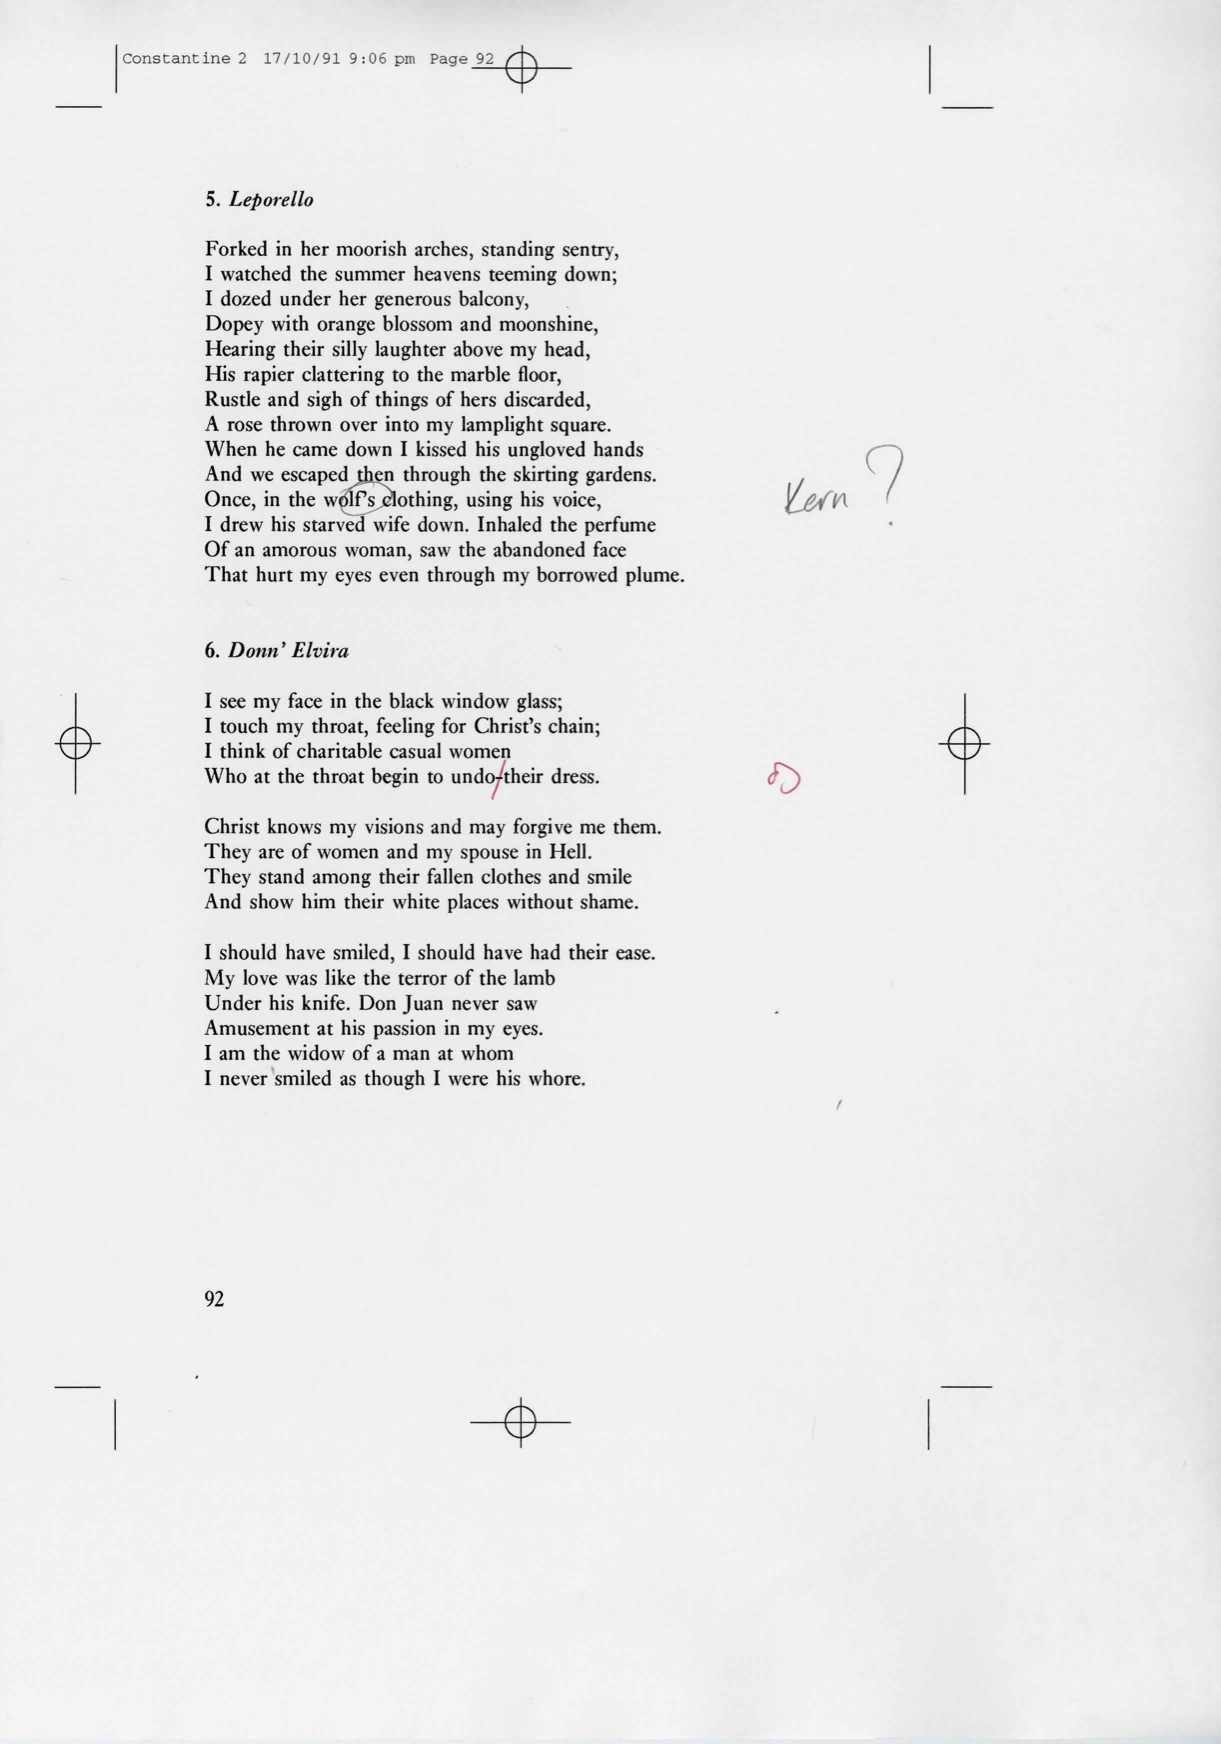 Constantine 2 17/10/91 9:06 pm Page 92
5. Leporello
Forked in her moorish arches, standing sentry,
I watched the summer heavens teeming down;
I dozed under her generous balcony,
Dopey with orange blossom and moonshine,
Hearing their silly laughter above my head,
His rapier clattering to the marble floor,
Rustle and sigh of things of hers discarded,
A rose thrown over into my lamplight square.
When he came down I kissed his ungloved hands
And we escaped then through the skirting gardens.
Once, in the wolf's clothing, using his voice,
Kern?
I drew his starved wife down. Inhaled the perfume
Of an amorous woman, saw the abandoned face
That hurt my eyes even through my borrowed plume.
6. Donn' Elvira
I see my face in the black window glass;
I touch my throat, feeling for Christ's chain;
I think of charitable casual women
Who at the throat begin to undo-their dress.
Christ knows my visions and may forgive me them.
They are of women and my spouse in Hell.
They stand among their fallen clothes and smile
And show him their white places without shame.
I should have smiled, I should have had their ease.
My love was like the terror of the lamb
Under his knife. Don Juan never saw
Amusement at his passion in my eyes.
I am the widow of a man at whom
I never smiled as though I were his whore.
92